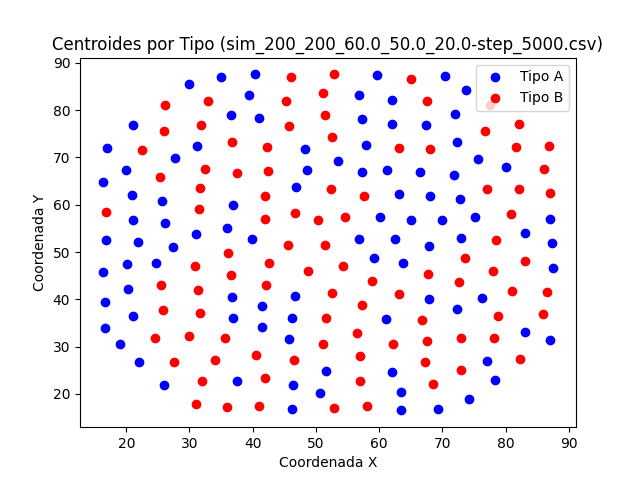 Centroides por Tipo (sim_200_200_60.0_50.0_20.0-step_5000.csv)
90
80
70
60
50
40
30
20
Coordenada Y
Tipo A
Tipo B
20 30 40 50 60 70 80 90
Coordenada X